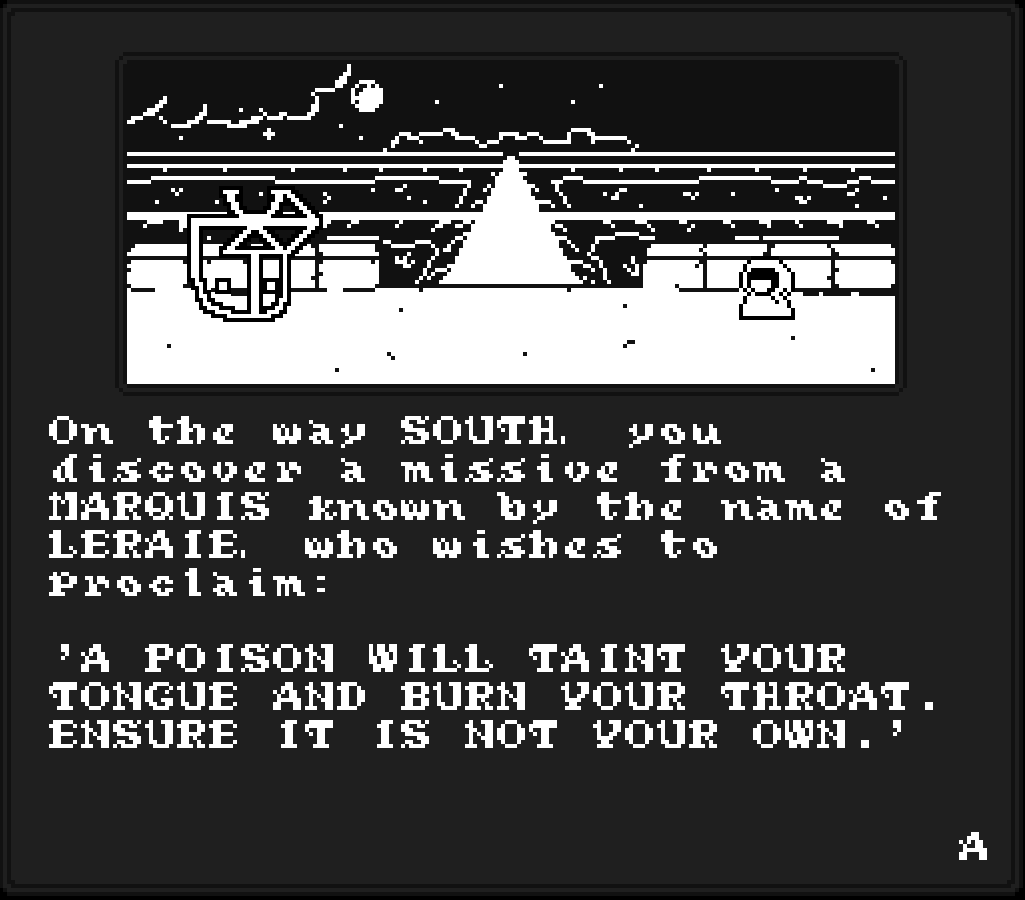 On the way SOUTH, you
discover a missive from a
MARQUIS known by the name of
LERAIE, who wishes to
proclaim:
'A POISON WILL TAINT YOUR
TONGUE AND BURN YOUR THROAT.
ENSURE IT IS NOT YOUR OWN.'
A